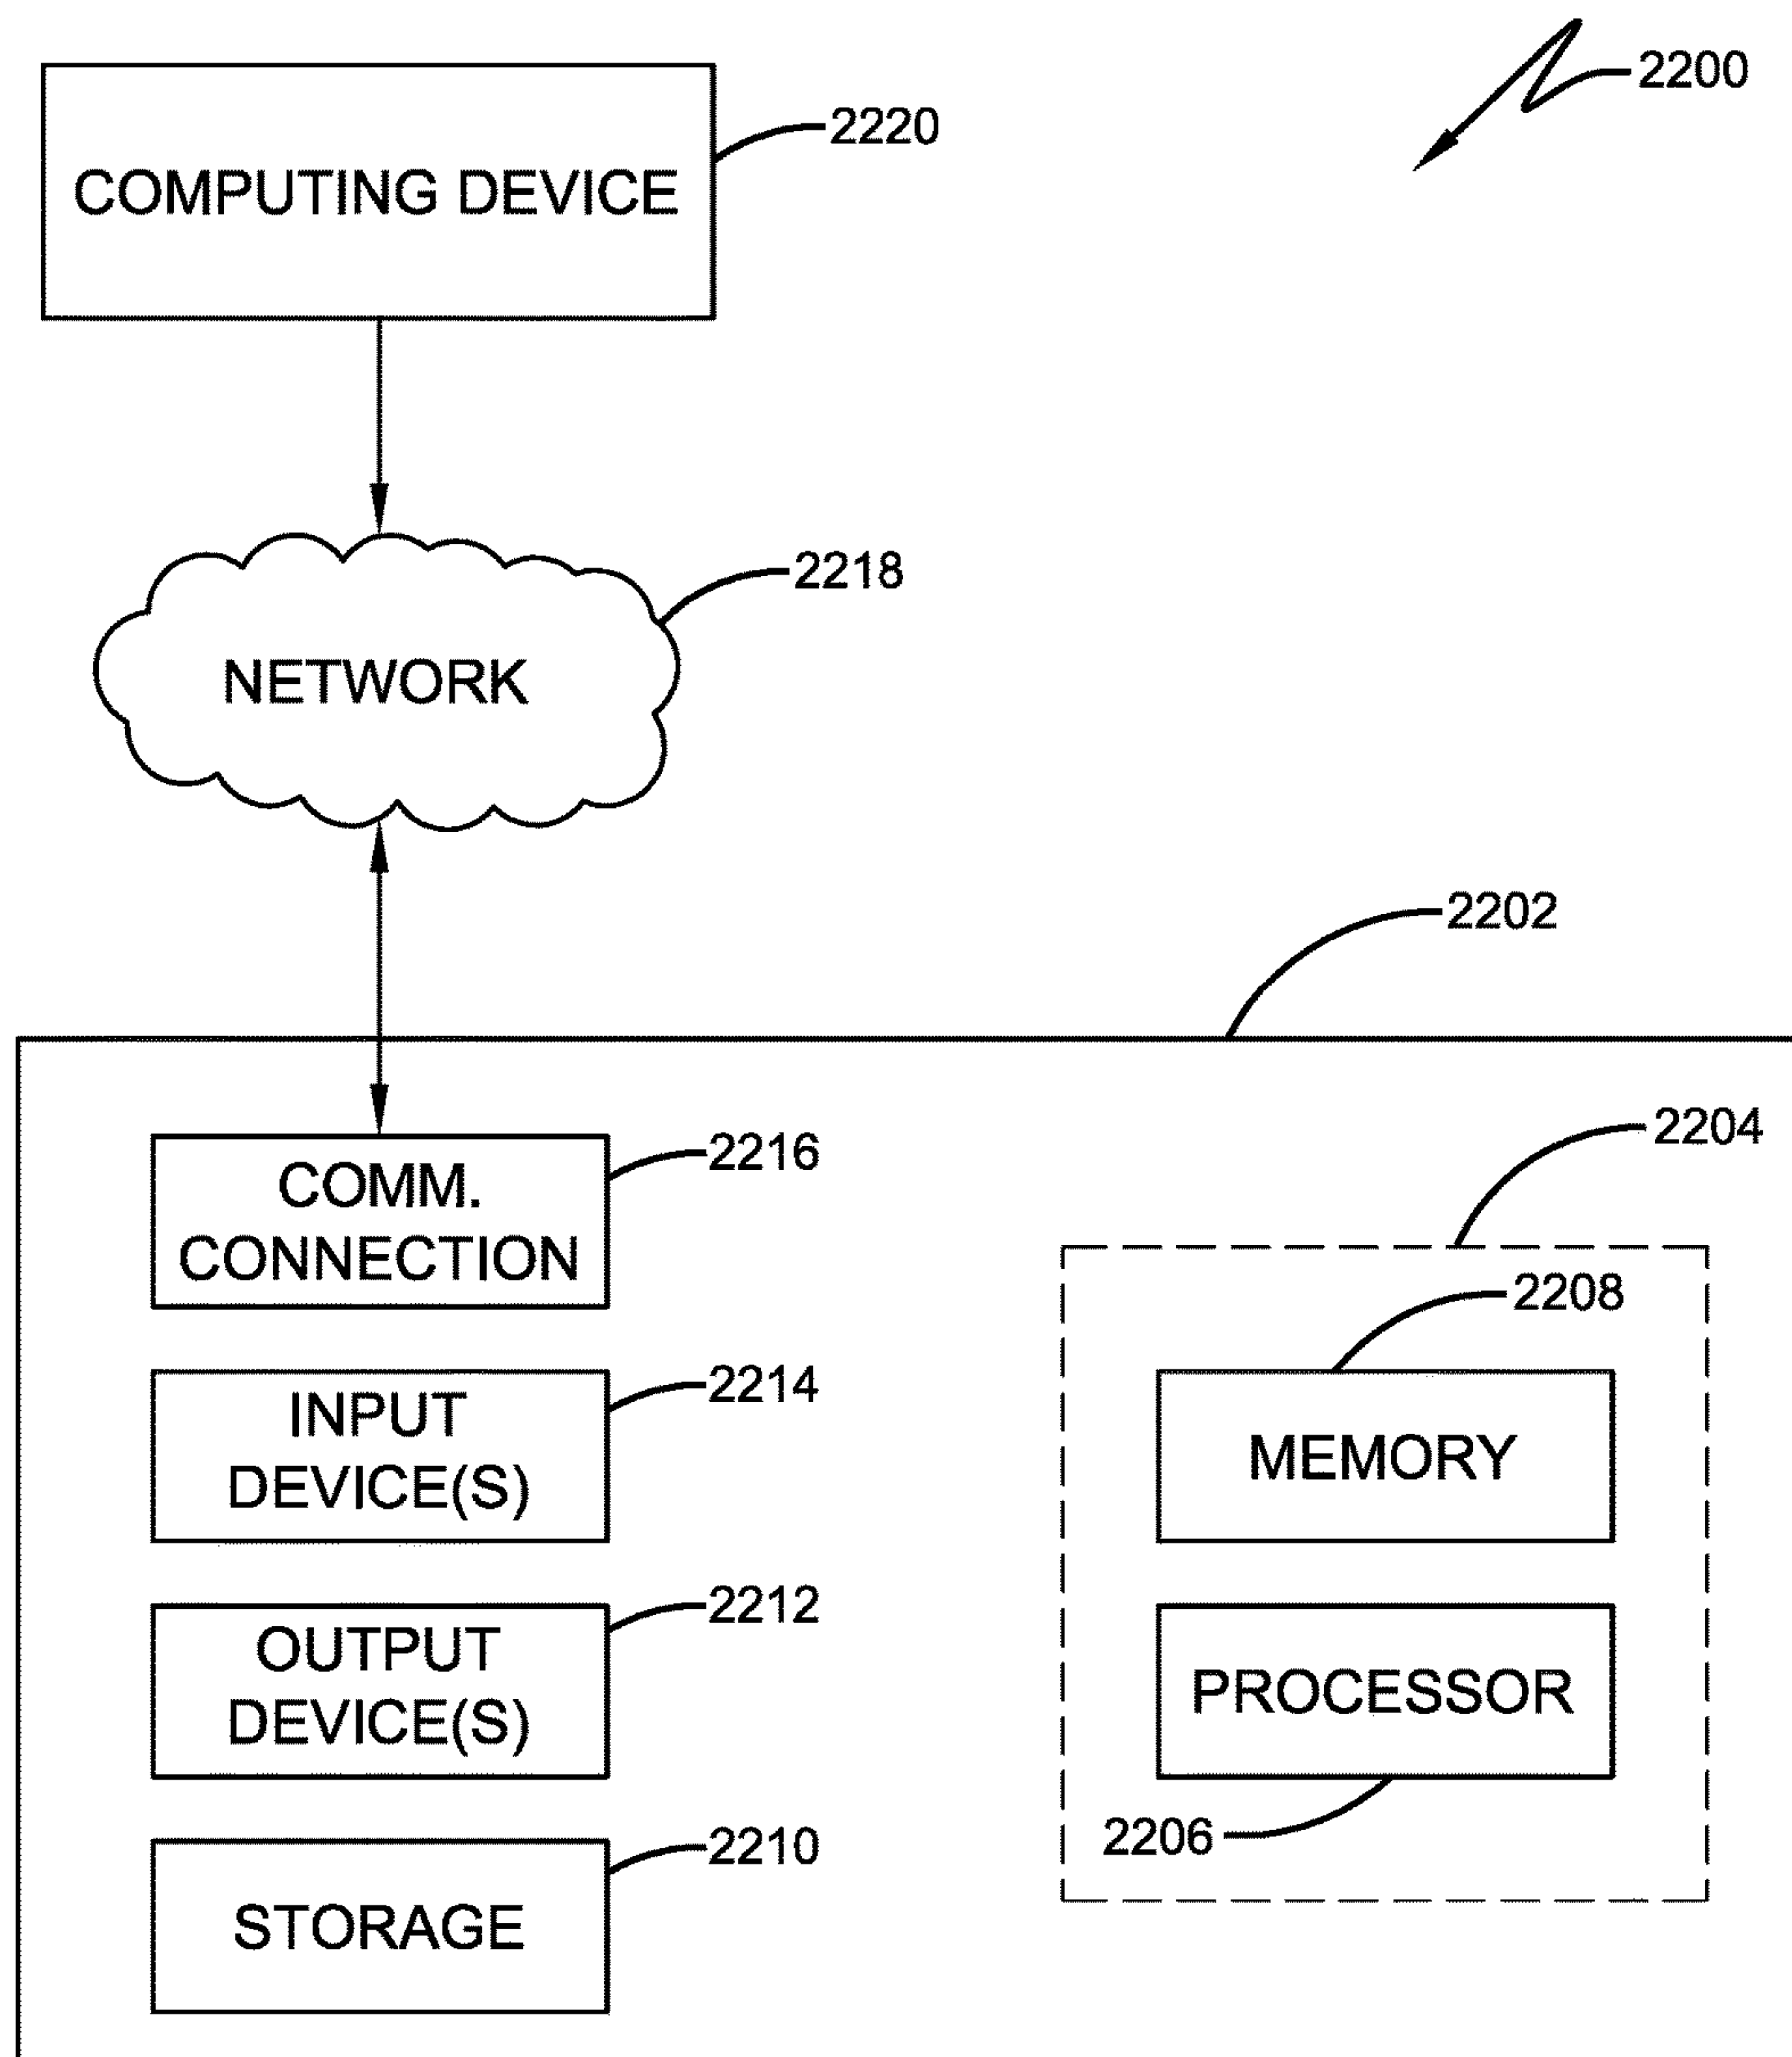 2200
2220
COMPUTING DEVICE
2218
NETWORK
2202
2204
2216
COMM.
CONNECTION
2208
2214
INPUT
DEVICE(S)
MEMORY
2212
OUTPUT
DEVICE(S)
PROCESSOR
2206
2210
STORAGE